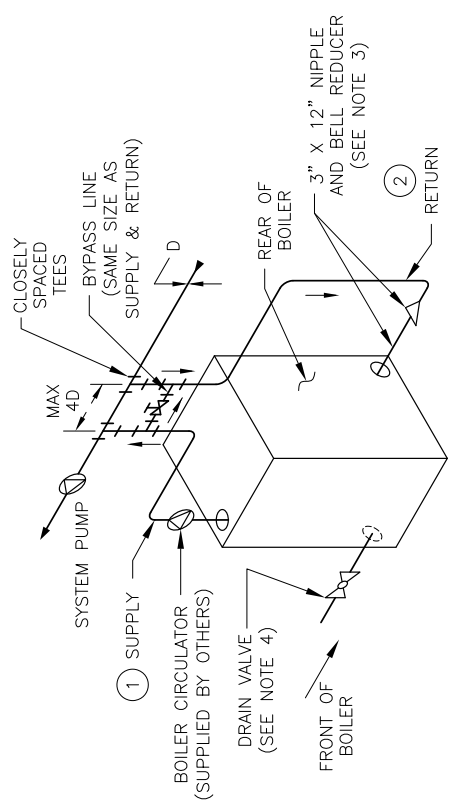 CLOSELY
SPACED
TEES
BYPASS LINE
(SAME SIZE AS
SUPPLY & RETURN)
D
MAX
4D
SYSTEM PUMP
1 SUPPLY
BOILER CIRCULATOR
(SUPPLIED BY OTHERS)
DRAIN VALVE
(SEE NOTE 4)
FRONT OF
BOILER
REAR OF
BOILER
3" X 12" NIPPLE
AND BELL REDUCER
(SEE NOTE 3)
2
RETURN